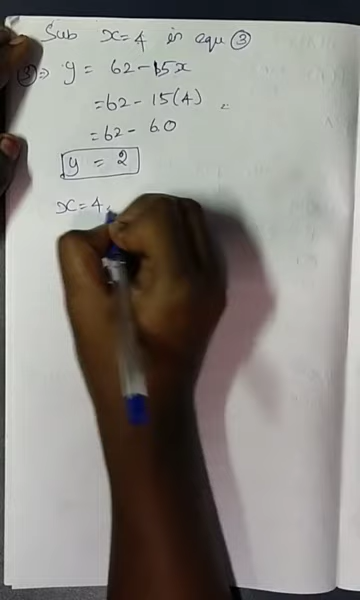 Sub x=4 in equ ③
③⇒ y = 62-15x
=62-15(4)
=62-60
y = 2
x=4,